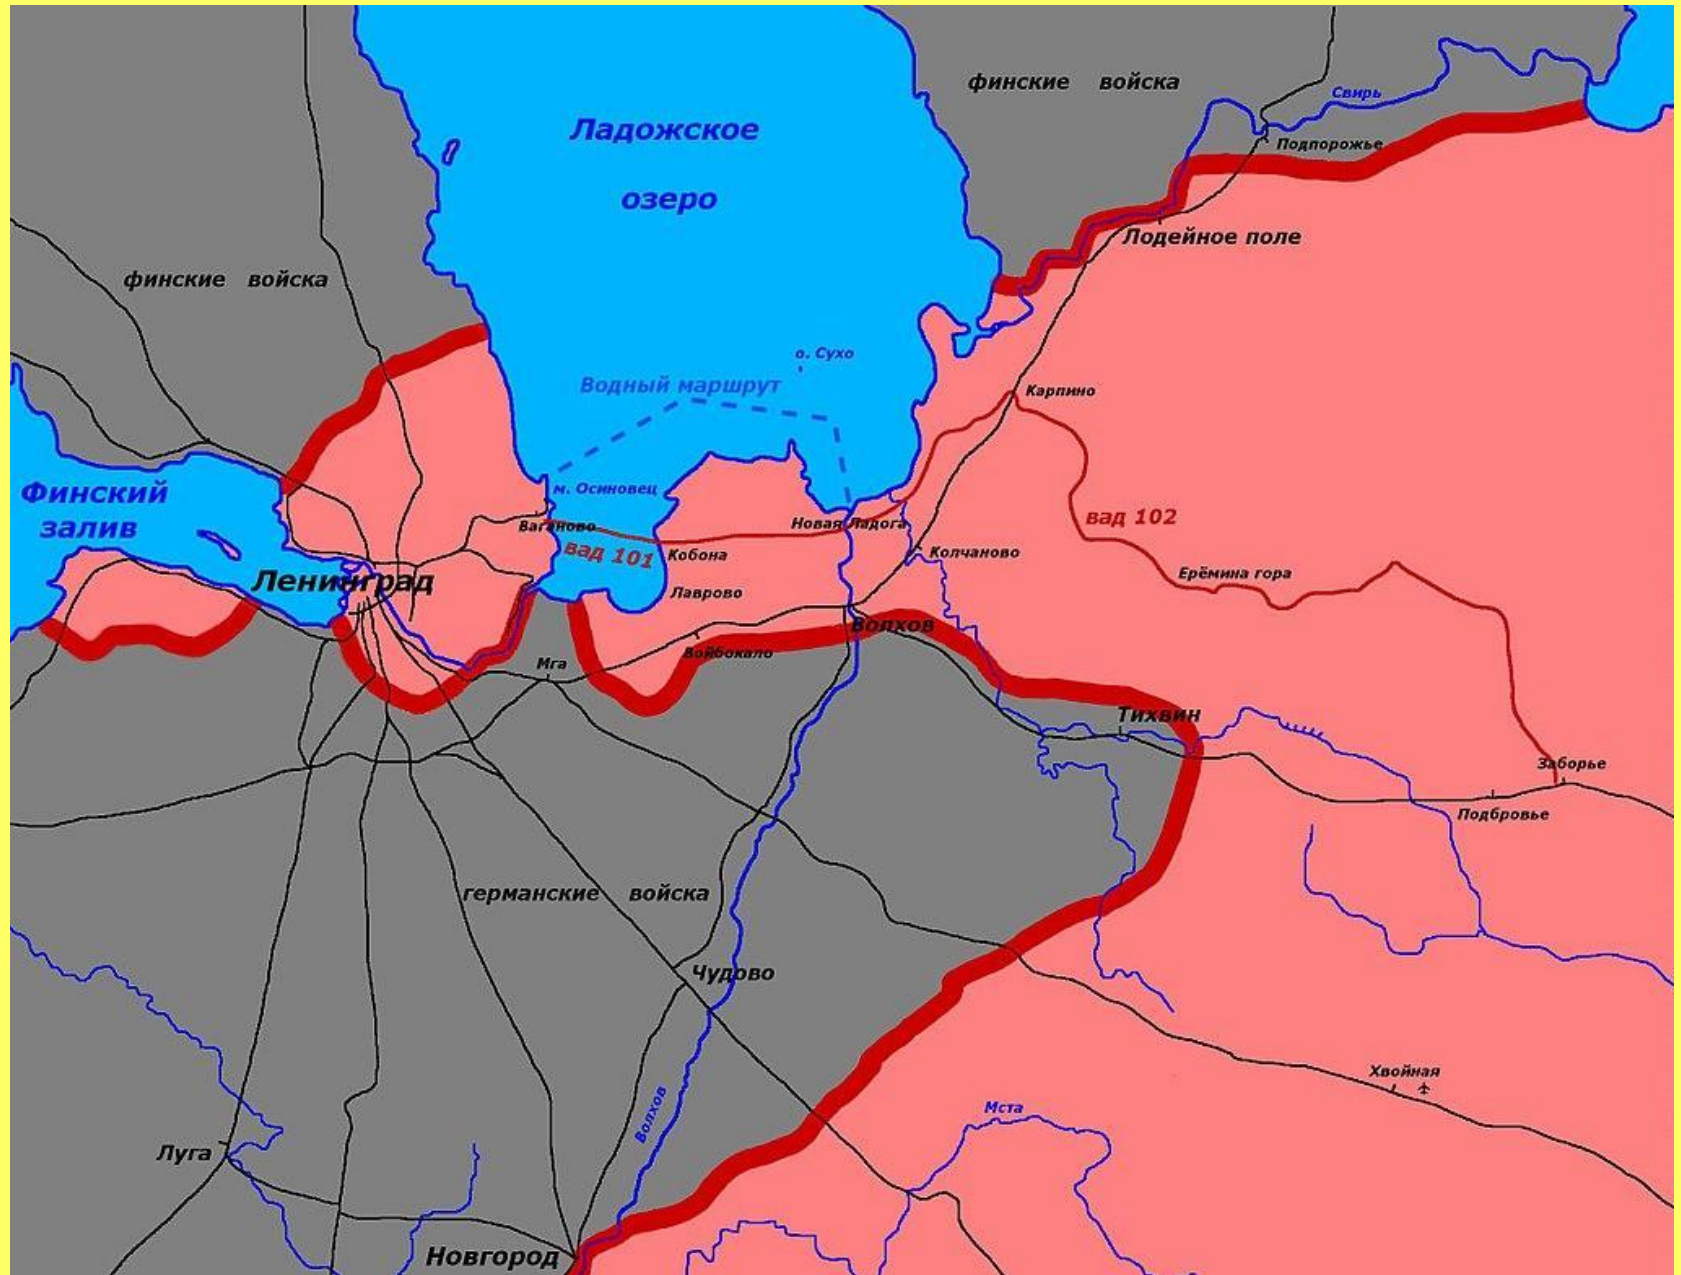 финские войска
Свирь
Ладожское
озеро
Подпорожье
Лодейное поле
финские войска
о. Сухо
Водный маршрут
Карпино
Финский
залив
м. Осиновец
Ваганово
вад 101
Кобона
Новая Ладога
вад 102
Колчаново
Ерёмина гора
Ленинград
Лаврово
Волхов
Войбокало
Мга
Тихвин
Заборье
Подбровье
германские войска
Чудово
Хвойная
Волхов
Мста
Луга
Новгород